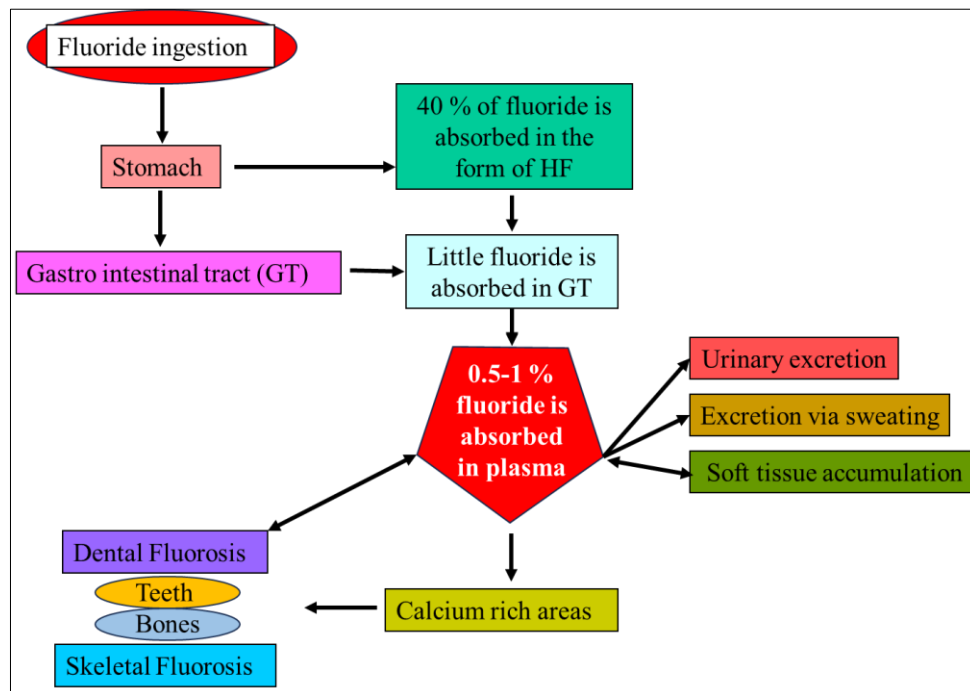 Fluoride ingestion
40 % of fluoride is
absorbed in the
form of HF
Stomach
Gastro intestinal tract (GT)
Little fluoride is
absorbed in GT
0.5-1 %
fluoride is
absorbed
in plasma
Urinary excretion
Excretion via sweating
Soft tissue accumulation
Dental Fluorosis
Teeth
Bones
Skeletal Fluorosis
Calcium rich areas